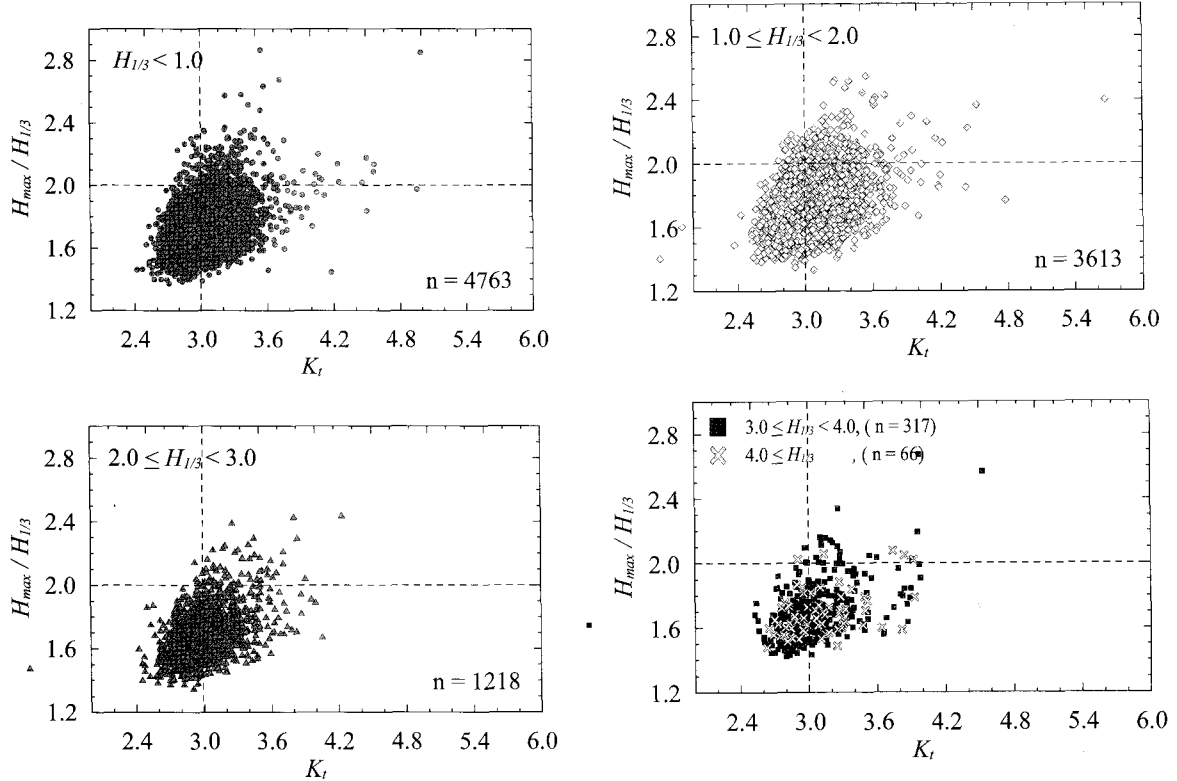 H1/3 < 1.0
Hmax / H1/3
2.8
2.4
2.0
1.6
1.2
n = 4763
2.4 3.0 3.6 4.2 4.8 5.4 6.0
Kt
1.0 ≤ H1/3 < 2.0
Hmax / H1/3
2.8
2.4
2.0
1.6
1.2
n = 3613
2.4 3.0 3.6 4.2 4.8 5.4 6.0
Kt
2.0 ≤ H1/3 < 3.0
Hmax / H1/3
2.8
2.4
2.0
1.6
1.2
n = 1218
2.4 3.0 3.6 4.2 4.8 5.4 6.0
Kt
3.0 ≤ H1/3 < 4.0, ( n = 317)
4.0 ≤ H1/3 , ( n = 66)
Hmax / H1/3
2.8
2.4
2.0
1.6
1.2
2.4 3.0 3.6 4.2 4.8 5.4 6.0
Kt